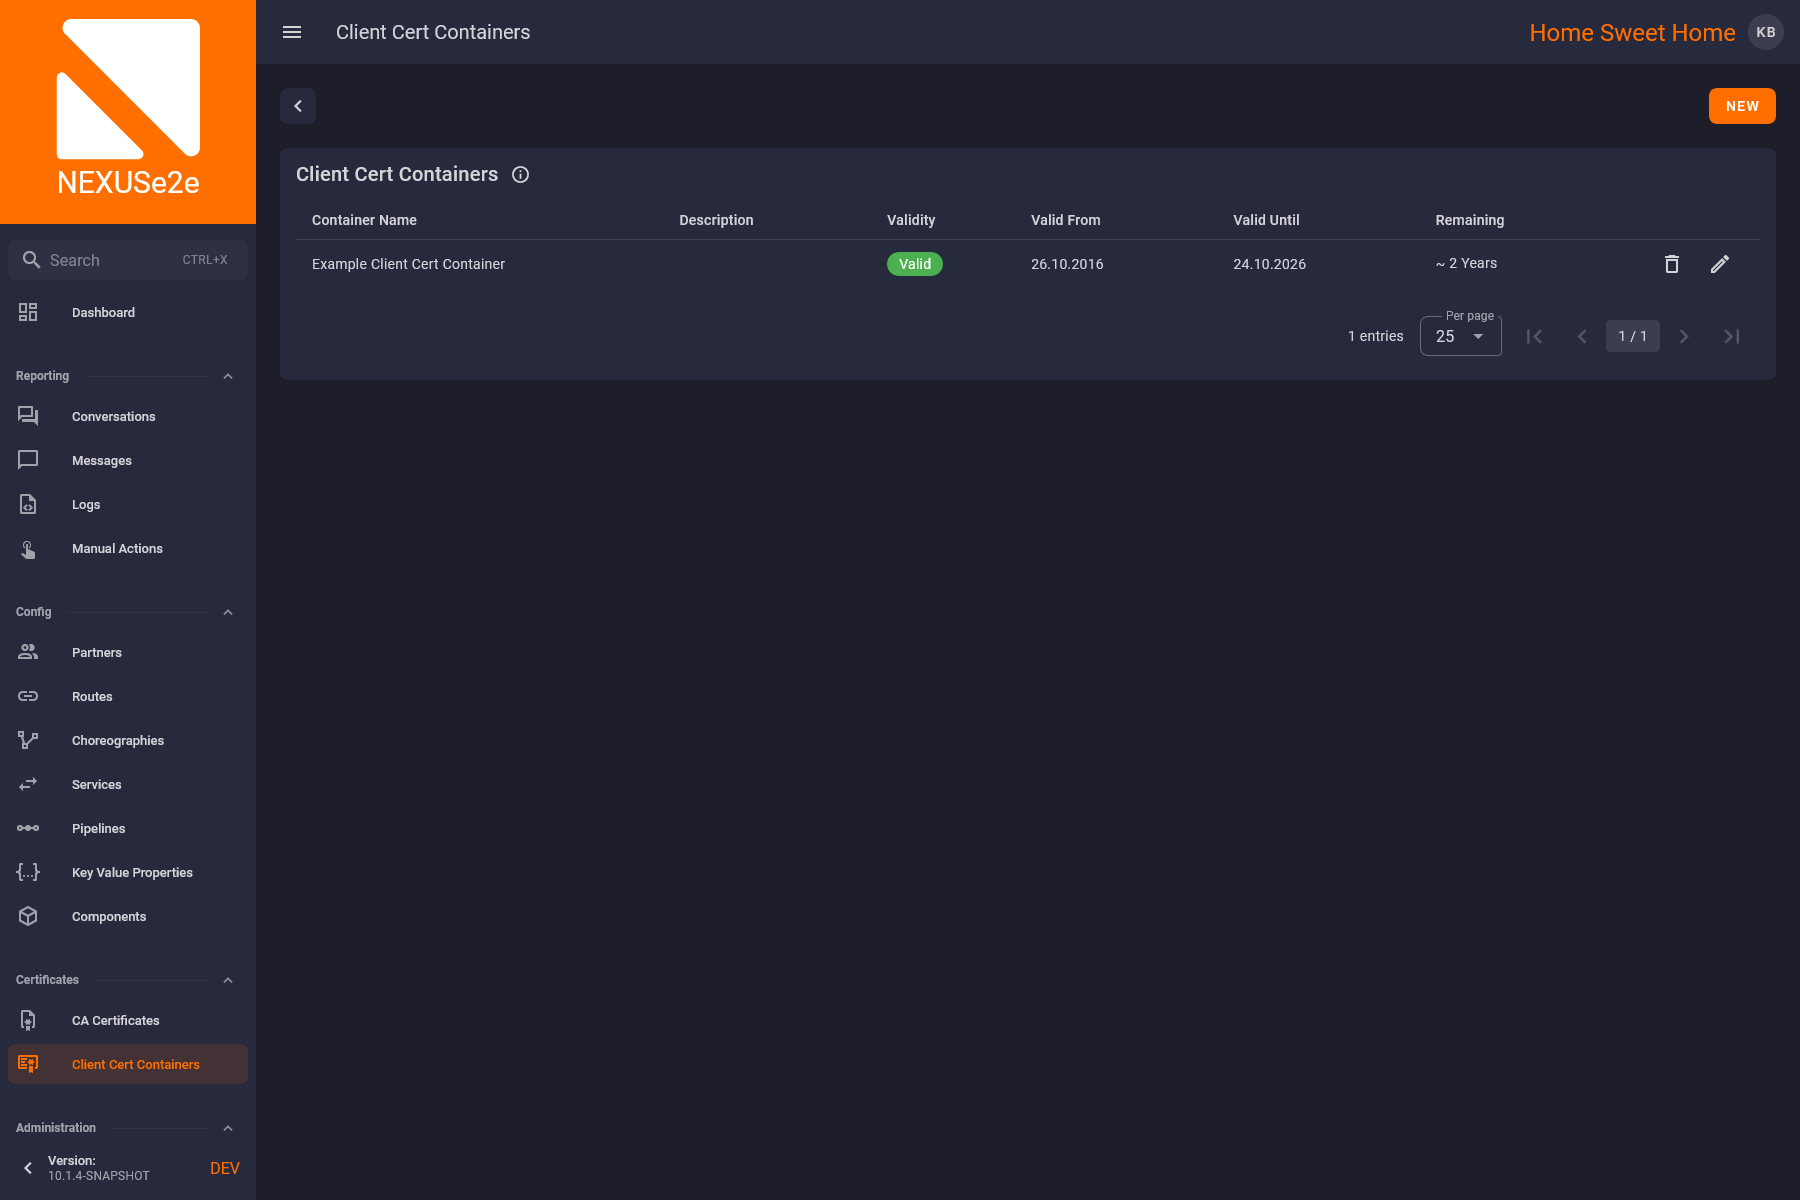 NEXUSe2e
Client Cert Containers
Home Sweet Home
KB
NEW
Search
CTRL+X
Dashboard
Reporting
Conversations
Messages
Logs
Manual Actions
Config
Partners
Routes
Choreographies
Services
Pipelines
Key Value Properties
Components
Certificates
CA Certificates
Client Cert Containers
Administration
Version:
10.1.4-SNAPSHOT
DEV
Client Cert Containers
Container Name Description Validity Valid From Valid Until Remaining
Example Client Cert Container Valid 26.10.2016 24.10.2026 ~ 2 Years
Per page
1 entries 25 1 / 1